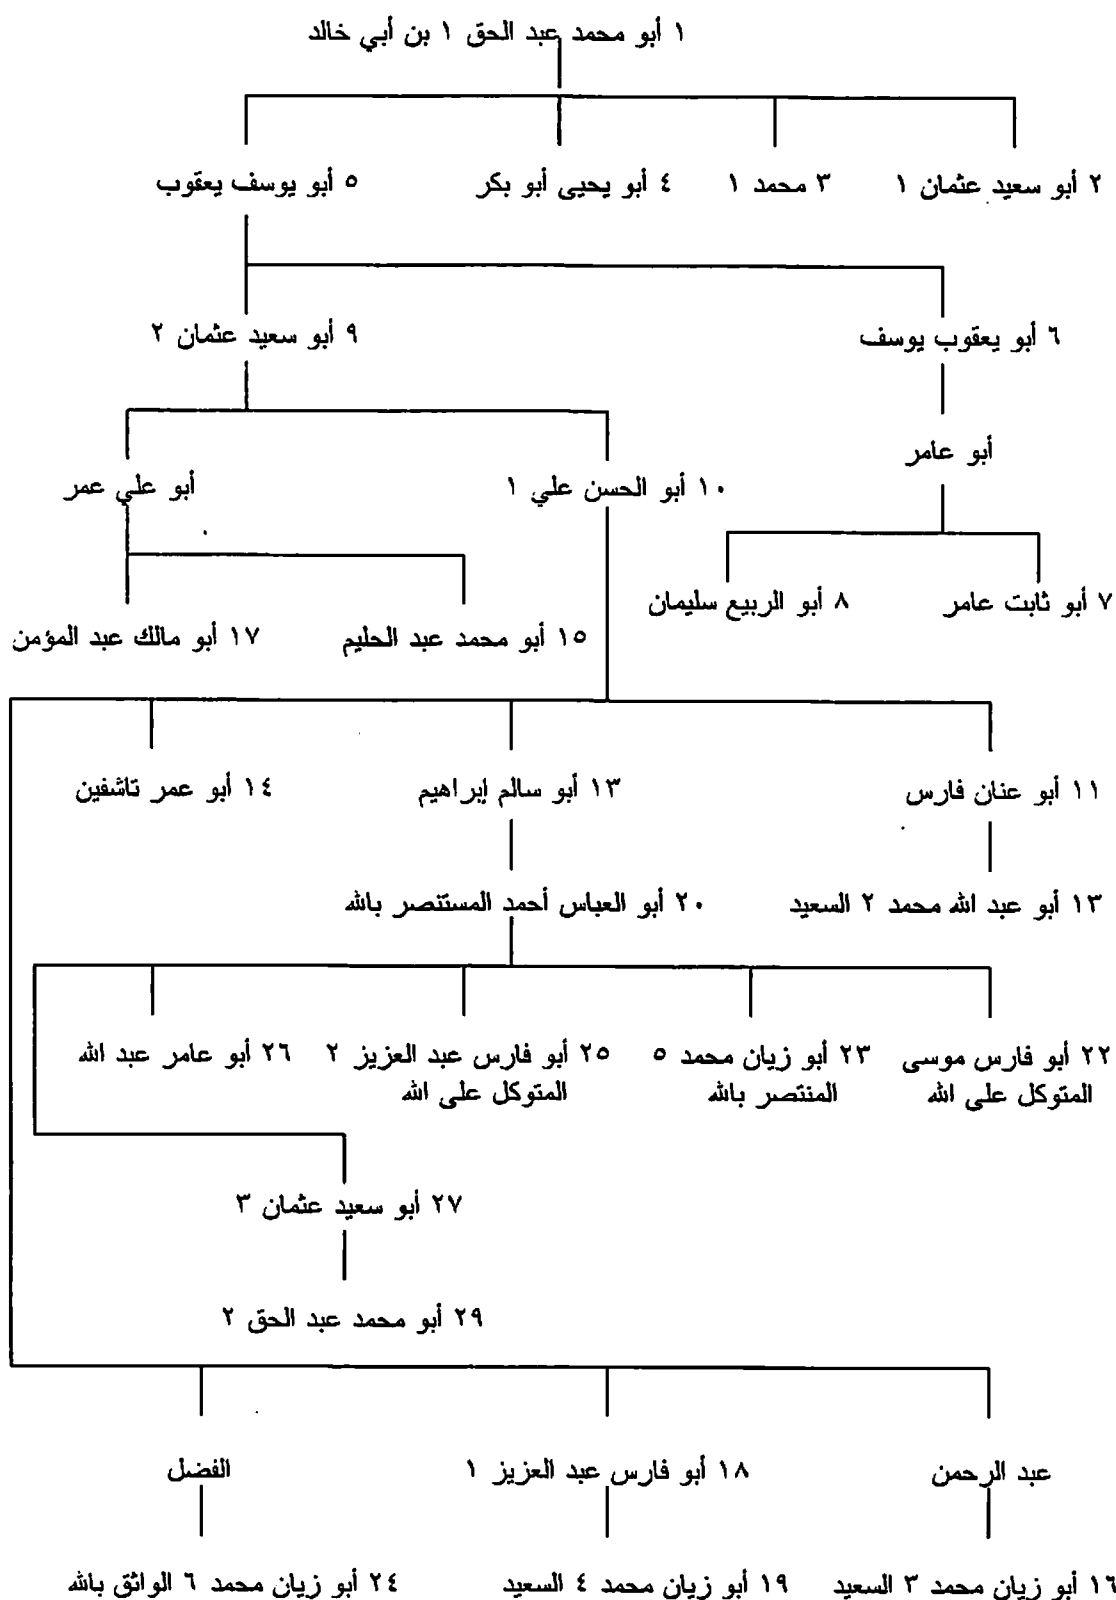 ١ أبو محمد عبد الحق ١ بن أبي خالد
٢ أبو سعيد عثمان ١
٣ محمد ١
٤ أبو يحيى أبو بكر
٥ أبو يوسف يعقوب
٦ أبو يعقوب يوسف
٩ أبو سعيد عثمان ٢
أبو عامر
١٠ أبو الحسن علي ١
أبو علي عمر
٧ أبو ثابت عامر
٨ أبو الربيع سليمان
١٥ أبو محمد عبد الحليم
١٧ أبو مالك عبد المؤمن
١١ أبو عنان فارس
١٣ أبو سالم إبراهيم
١٤ أبو عمر تاشفين
١٣ أبو عبد الله محمد ٢ السعيد
٢٠ أبو العباس أحمد المستنصر بالله
٢٢ أبو فارس موسى
المتوكل على الله
٢٣ أبو زيان محمد ٥
المنتصر بالله
٢٥ أبو فارس عبد العزيز ٢
المتوكل على الله
٢٦ أبو عامر عبد الله
٢٧ أبو سعيد عثمان ٣
٢٩ أبو محمد عبد الحق ٢
عبد الرحمن
١٨ أبو فارس عبد العزيز ١
الفضل
١٦ أبو زيان محمد ٣ السعيد
١٩ أبو زيان محمد ٤ السعيد
٢٤ أبو زيان محمد ٦ الواثق بالله